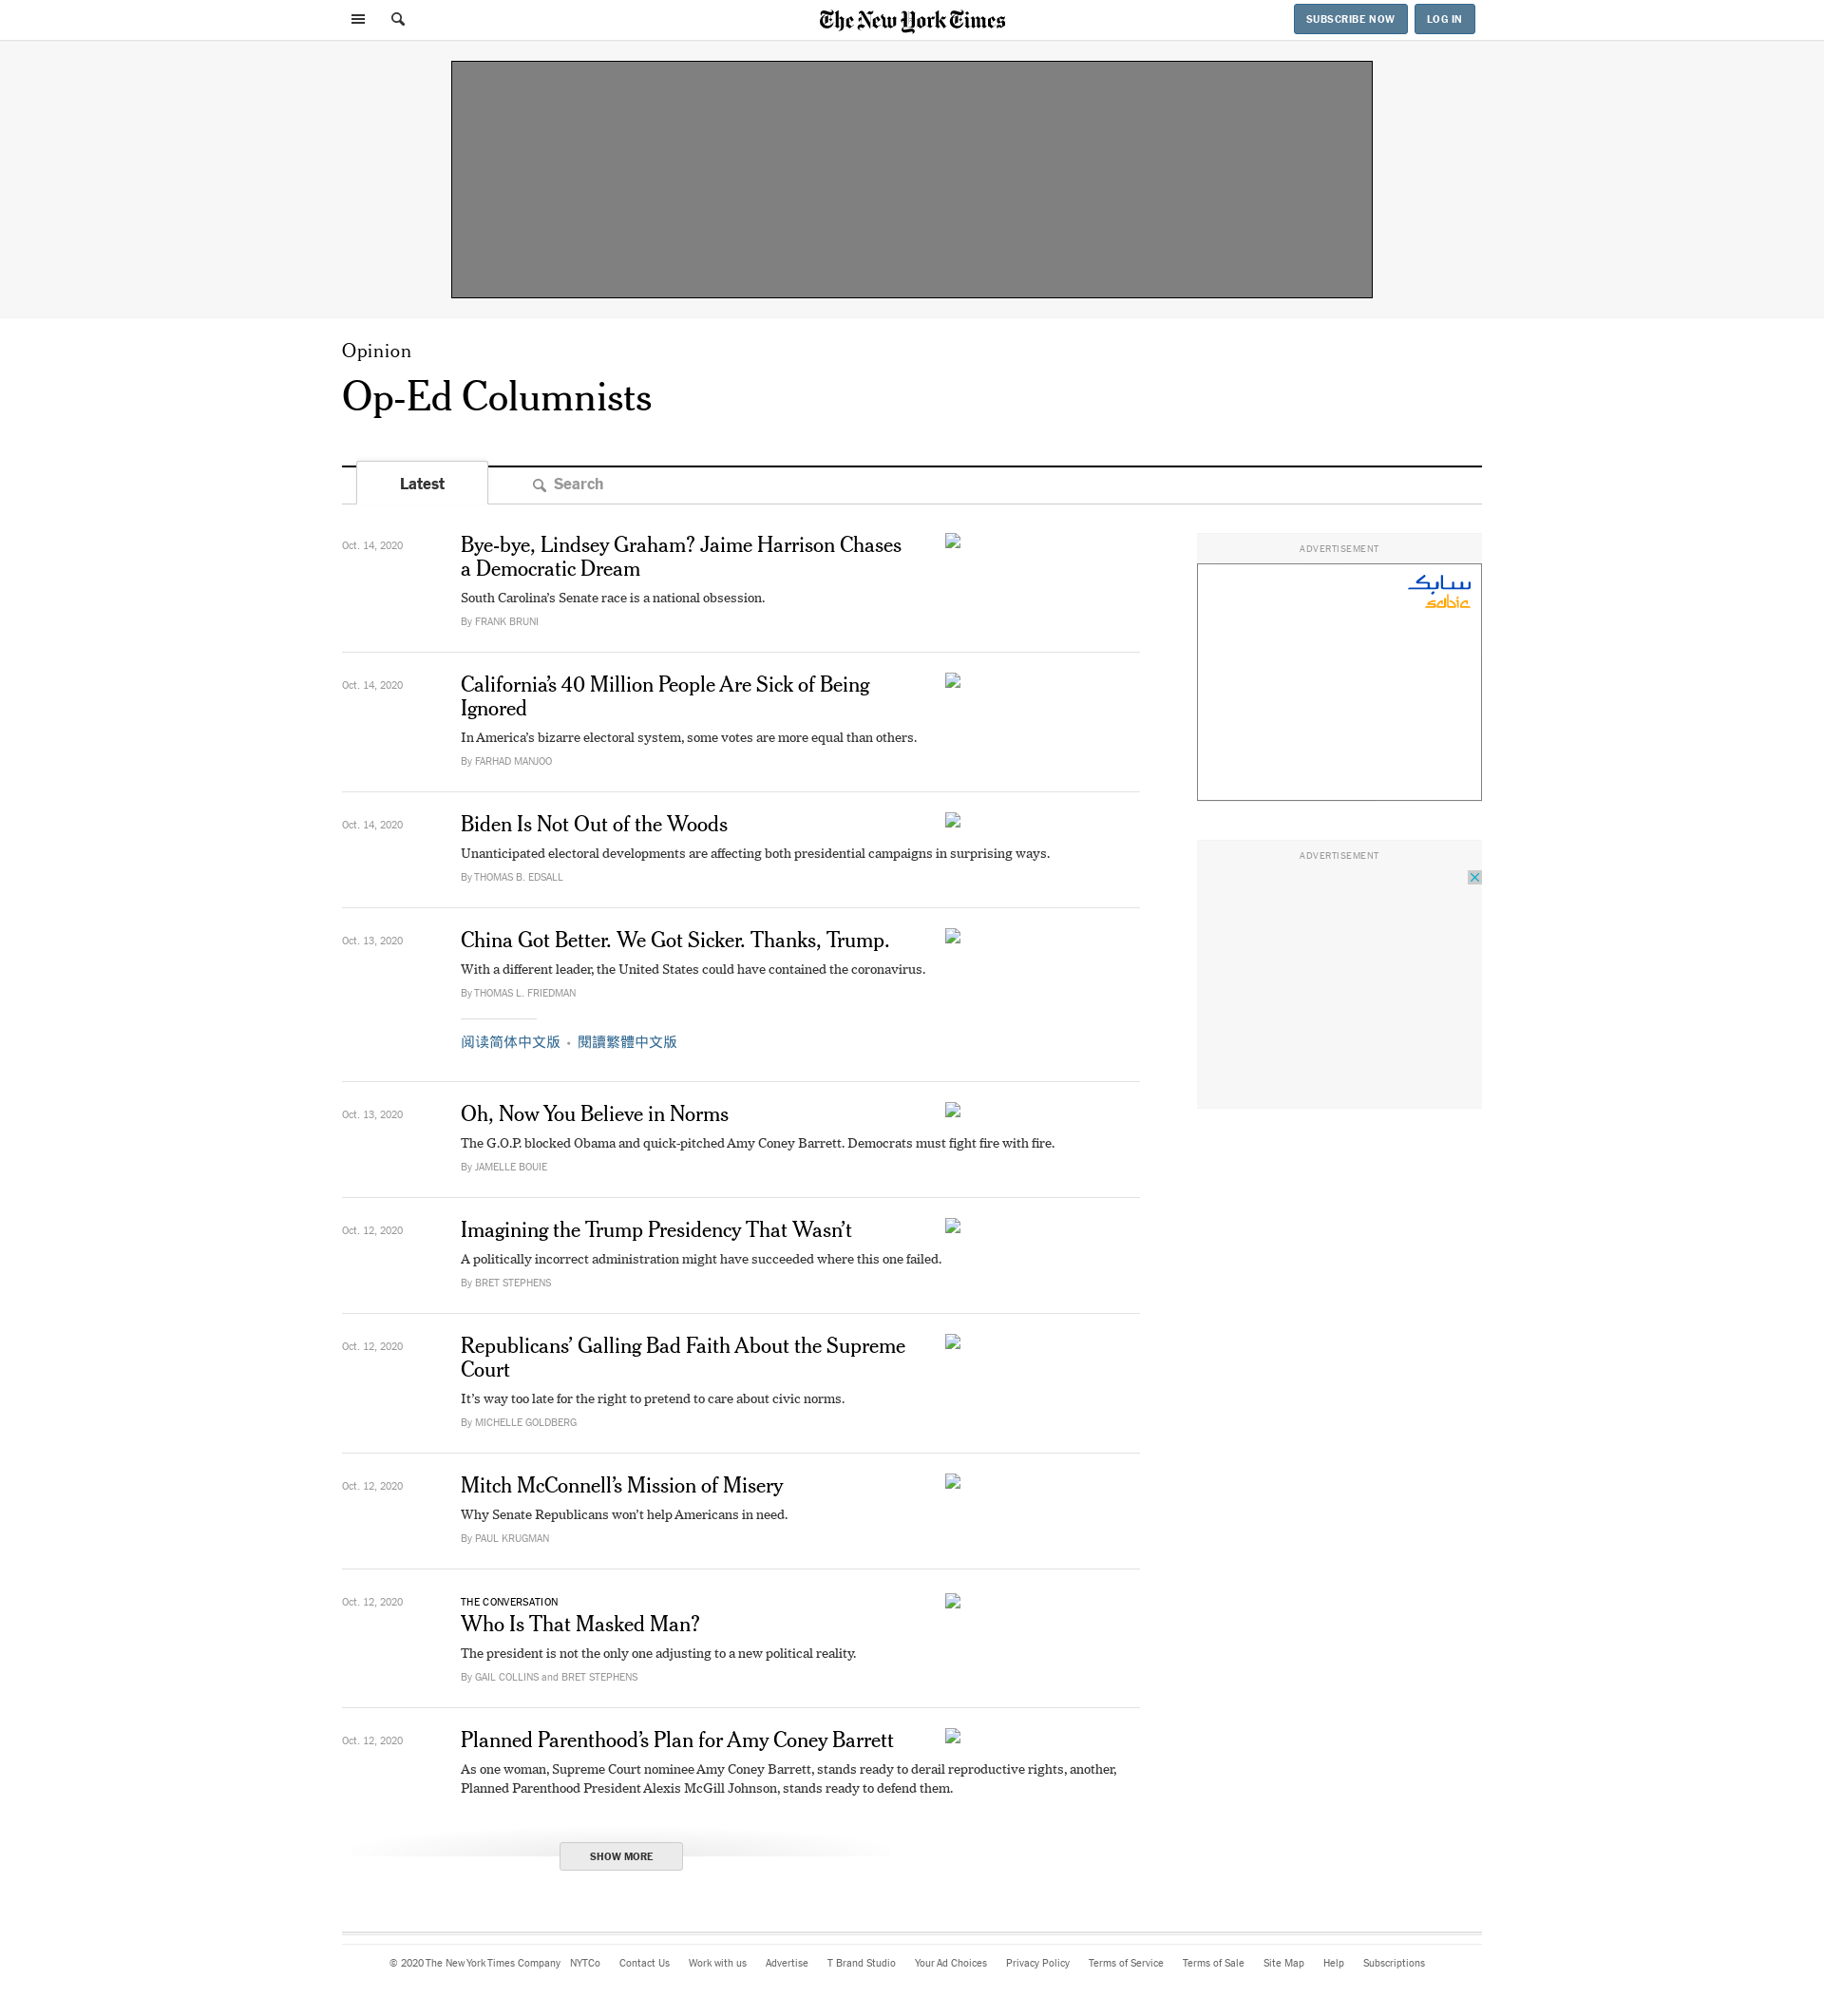 The New York Times
SUBSCRIBE NOW
LOG IN
Opinion
Op-Ed Columnists
Latest
Search
Oct. 14, 2020
Bye-bye, Lindsey Graham? Jaime Harrison Chases
a Democratic Dream
South Carolina’s Senate race is a national obsession.
By FRANK BRUNI
Oct. 14, 2020
California’s 40 Million People Are Sick of Being
Ignored
In America’s bizarre electoral system, some votes are more equal than others.
By FARHAD MANJOO
Oct. 14, 2020
Biden Is Not Out of the Woods
Unanticipated electoral developments are affecting both presidential campaigns in surprising ways.
By THOMAS B. EDSALL
Oct. 13, 2020
China Got Better. We Got Sicker. Thanks, Trump.
With a different leader, the United States could have contained the coronavirus.
By THOMAS L. FRIEDMAN
阅读简体中文版 • 閱讀繁體中文版
Oct. 13, 2020
Oh, Now You Believe in Norms
The G.O.P. blocked Obama and quick-pitched Amy Coney Barrett. Democrats must fight fire with fire.
By JAMELLE BOUIE
Oct. 12, 2020
Imagining the Trump Presidency That Wasn’t
A politically incorrect administration might have succeeded where this one failed.
By BRET STEPHENS
Oct. 12, 2020
Republicans’ Galling Bad Faith About the Supreme
Court
It’s way too late for the right to pretend to care about civic norms.
By MICHELLE GOLDBERG
Oct. 12, 2020
Mitch McConnell’s Mission of Misery
Why Senate Republicans won’t help Americans in need.
By PAUL KRUGMAN
Oct. 12, 2020
THE CONVERSATION
Who Is That Masked Man?
The president is not the only one adjusting to a new political reality.
By GAIL COLLINS and BRET STEPHENS
Oct. 12, 2020
Planned Parenthood’s Plan for Amy Coney Barrett
As one woman, Supreme Court nominee Amy Coney Barrett, stands ready to derail reproductive rights, another,
Planned Parenthood President Alexis McGill Johnson, stands ready to defend them.
SHOW MORE
ADVERTISEMENT
سابك
sabic
ADVERTISEMENT
© 2020 The New York Times Company NYTCo Contact Us Work with us Advertise T Brand Studio Your Ad Choices Privacy Policy Terms of Service Terms of Sale Site Map Help Subscriptions